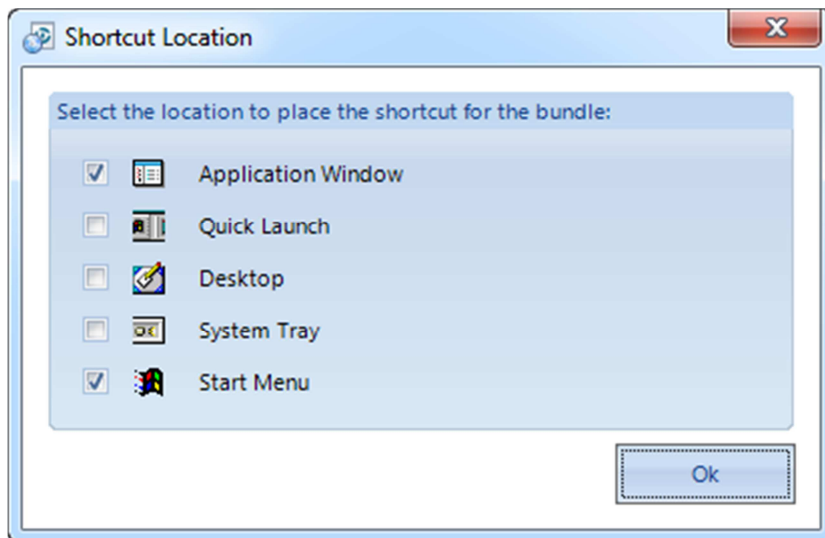 Shortcut Location
Select the location to place the shortcut for the bundle:
Application Window
Quick Launch
Desktop
System Tray
Start Menu
Ok